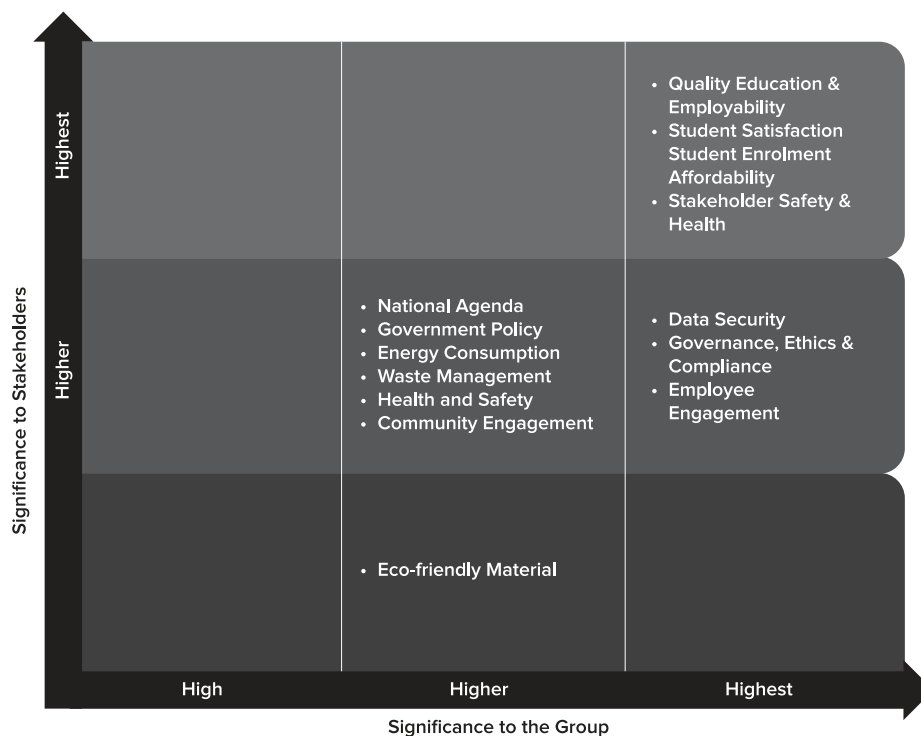 Significance to Stakeholders
Highest
Higher
• Quality Education &
Employability
• Student Satisfaction
Student Enrolment
Affordability
• Stakeholder Safety &
Health
• National Agenda
• Government Policy
• Energy Consumption
• Waste Management
• Health and Safety
• Community Engagement
• Data Security
• Governance, Ethics &
Compliance
• Employee
Engagement
• Eco-friendly Material
High
Higher
Highest
Significance to the Group